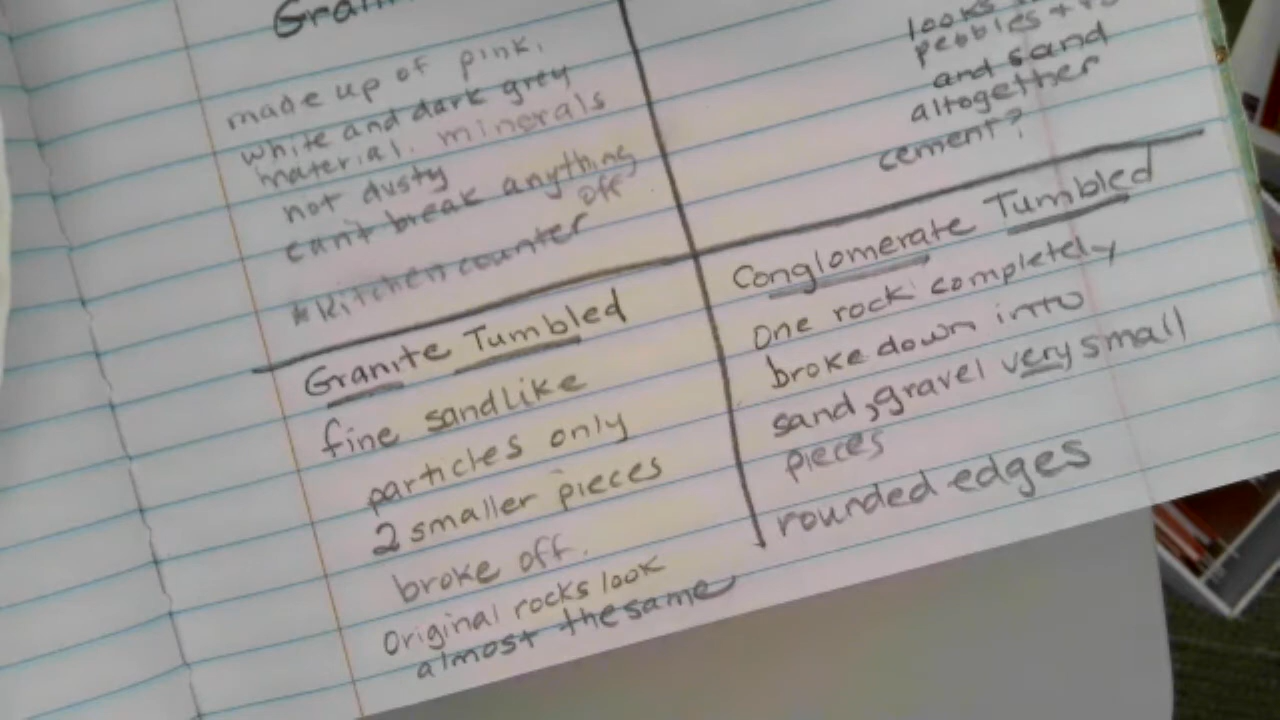 made up of pink,
white and dark grey
material. minerals
not dusty
can't break anything
off
* Kitchen counter
looks
pebbles +
and sand
altogether
cement?
Granite Tumbled
fine sandlike
particles only
2 smaller pieces
broke off.
Original rocks look
almost the same
Conglomerate Tumbled
One rock completely
broke down into
sand, gravel very small
pieces
rounded edges